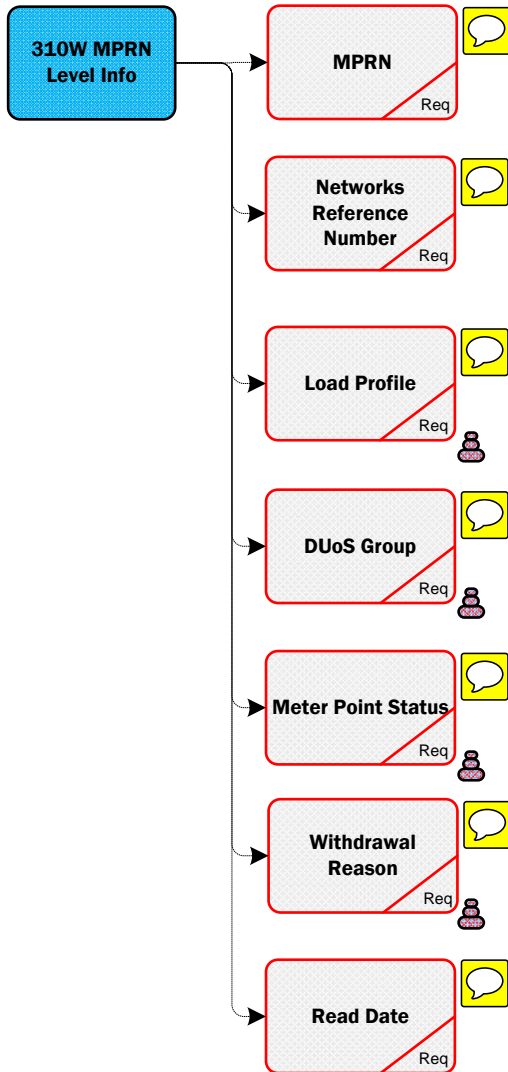 310W MPRN
Level Info
MPRN
Req
Networks
Reference
Number
Req
Load Profile
Req
DUoS Group
Req
Meter Point Status
Req
Withdrawal
Reason
Req
Read Date
Req